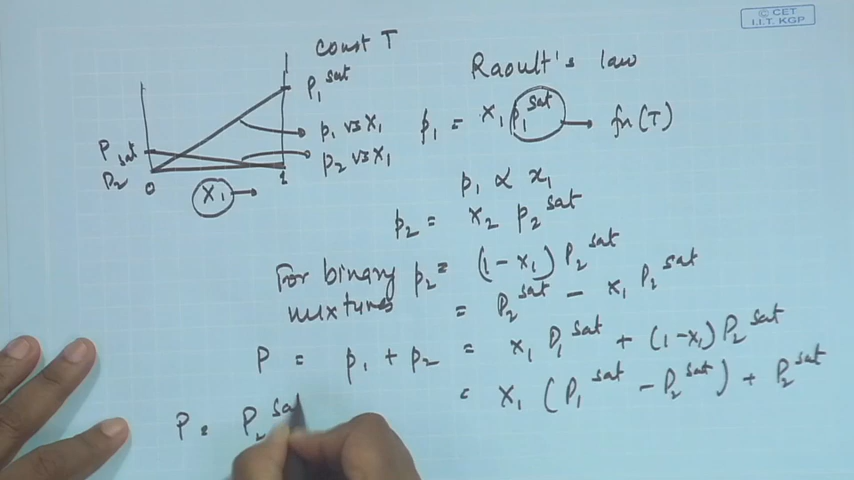 © CET
I.I.T. KGP
const T
P₁ sat
p₁ vs x₁
p₂ vs x₁
P
P₂ sat
0
x₁ →
1
Raoult's law
p₁ = x₁ p₁ sat → fn(T)
p₁ ∝ x₁
p₂ = x₂ p₂ sat
For binary mixtures p₂ = (1-x₁) P₂ sat
= P₂ sat - x₁ P₂ sat
P = p₁ + p₂ = x₁ P₁ sat + (1-x₁) P₂ sat
= x₁ (P₁ sat - P₂ sat) + P₂ sat
P = P₂ sat